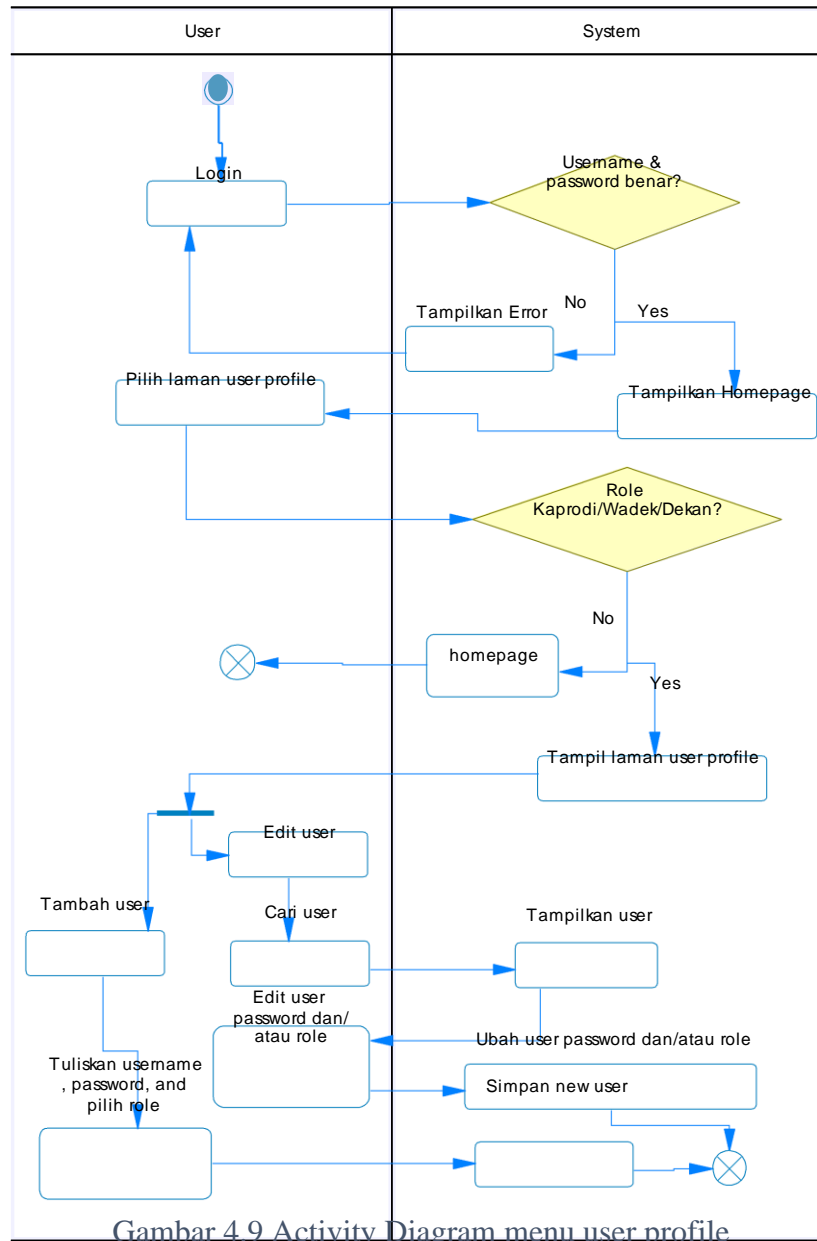 User
System
Login
Username &
password benar?
No
Yes
Tampilkan Error
Pilih laman user profile
Tampilkan Homepage
Role
Kaprodi/Wadek/Dekan?
No
homepage
Yes
Tampil laman user profile
Edit user
Tambah user
Cari user
Tampilkan user
Edit user
password dan/
atau role
Ubah user password dan/atau role
Tuliskan username
, password, and
pilih role
Simpan new user
Gambar 4.9 Activity Diagram menu user profile